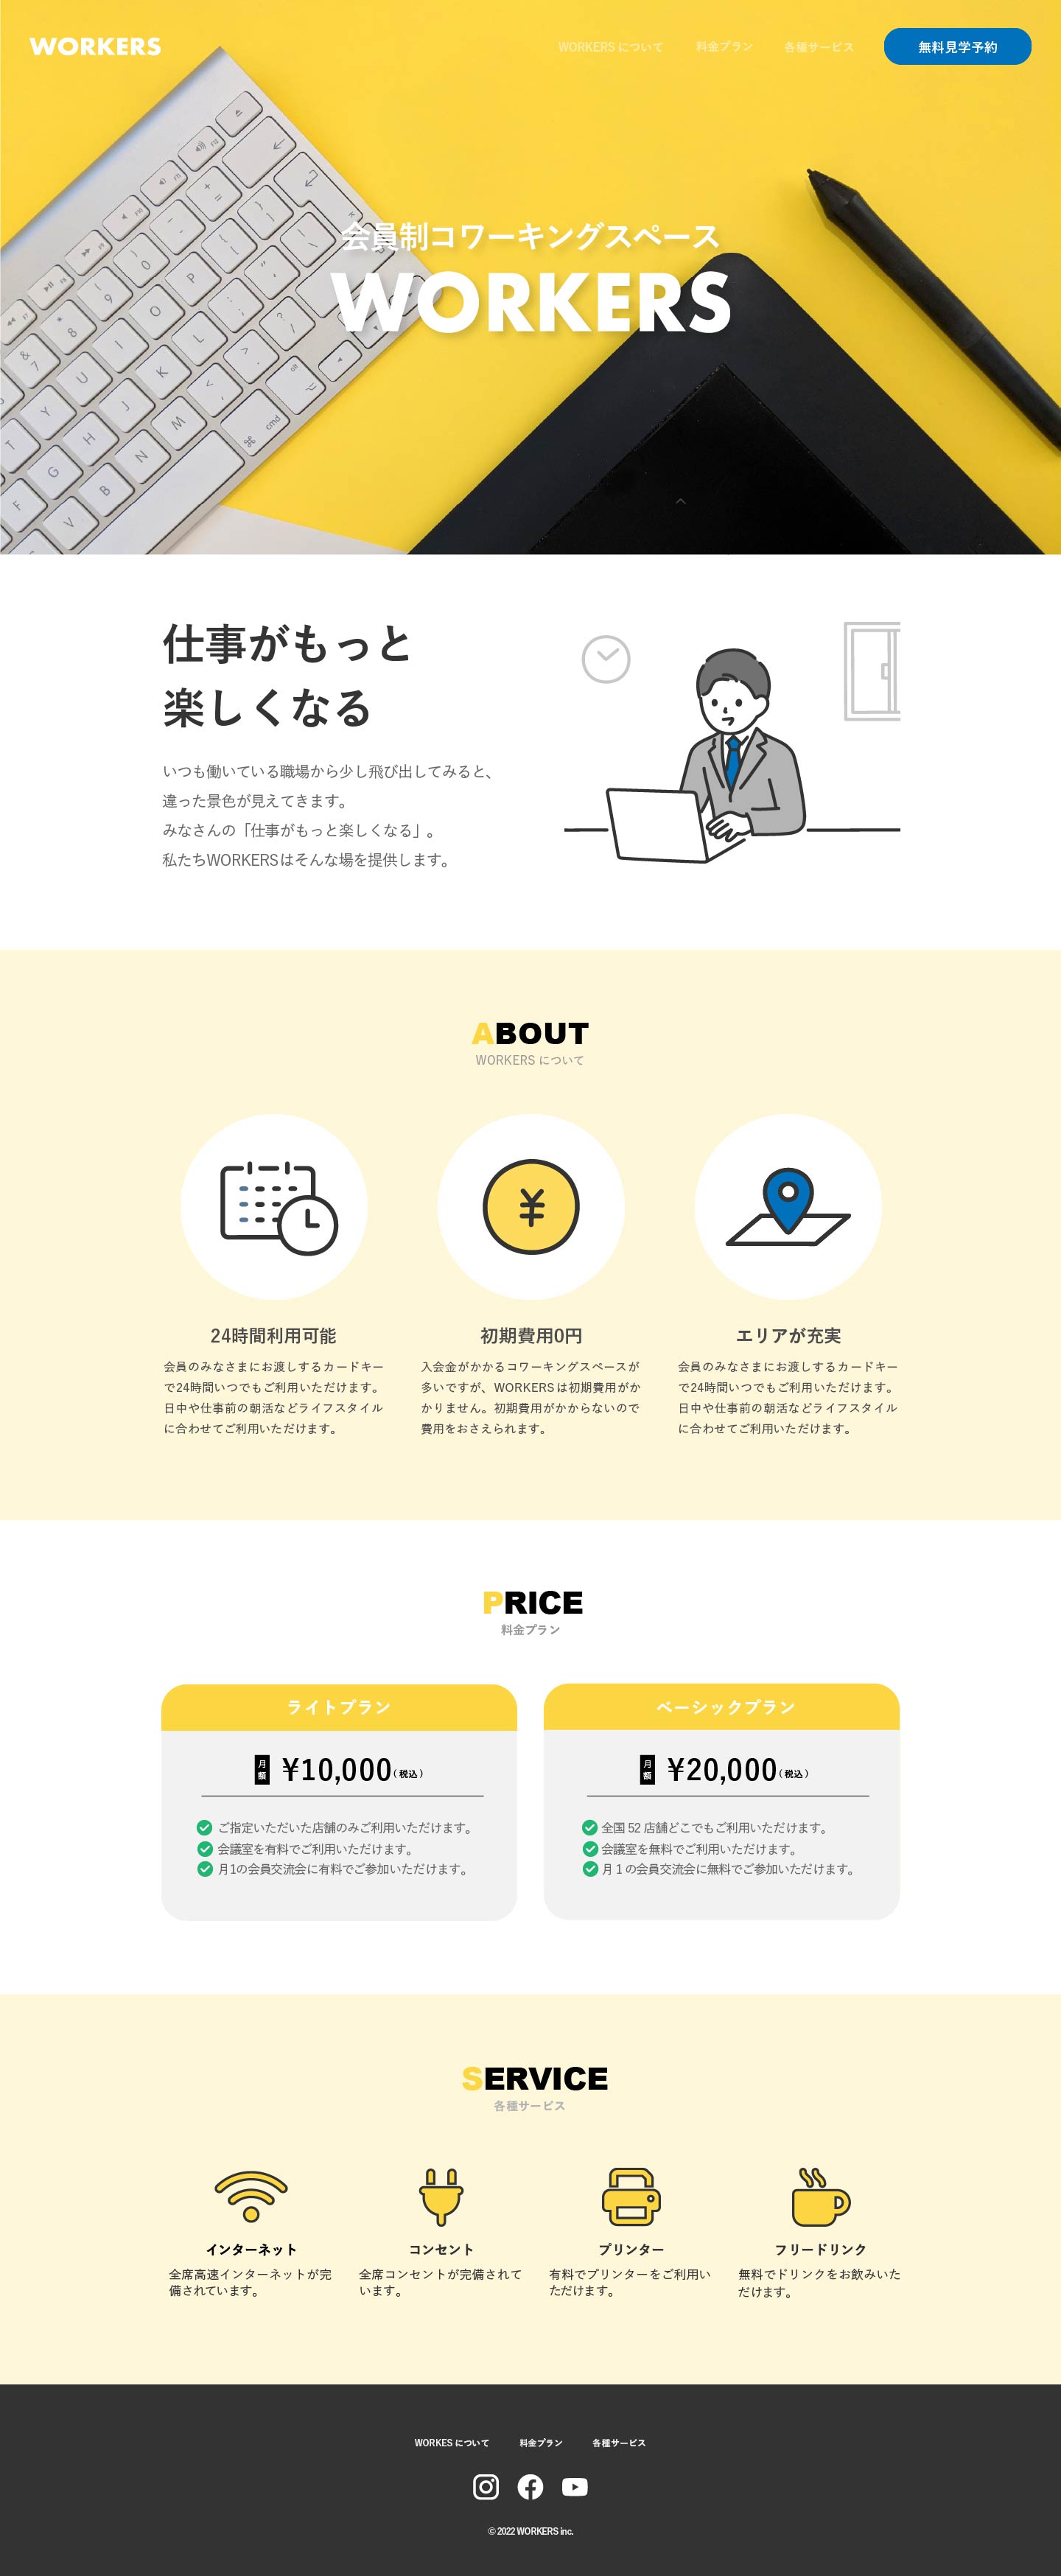 WORKERS
WORKERS について
料金プラン
各種サービス
無料見学予約
会員制コワーキングスペース
WORKERS
仕事がもっと
楽しくなる
いつも働いている職場から少し飛び出してみると、
違った景色が見えてきます。
みなさんの「仕事がもっと楽しくなる」。
私たちWORKERSはそんな場を提供します。
ABOUT
WORKERS について
24時間利用可能
会員のみなさまにお渡しするカードキー
で24時間いつでもご利用いただけます。
日中や仕事前の朝活などライフスタイル
に合わせてご利用いただけます。
初期費用0円
入会金がかかるコワーキングスペースが
多いですが、WORKERSは初期費用がか
かりません。初期費用がかからないので
費用をおさえられます。
エリアが充実
会員のみなさまにお渡しするカードキー
で24時間いつでもご利用いただけます。
日中や仕事前の朝活などライフスタイル
に合わせてご利用いただけます。
PRICE
料金プラン
ライトプラン
月額 ¥10,000(税込)
ご指定いただいた店舗のみご利用いただけます。
会議室を有料でご利用いただけます。
月1の会員交流会に有料でご参加いただけます。
ベーシックプラン
月額 ¥20,000(税込)
全国 52 店舗どこでもご利用いただけます。
会議室を無料でご利用いただけます。
月1の会員交流会に無料でご参加いただけます。
SERVICE
各種サービス
インターネット
全席高速インターネットが完
備されています。
コンセント
全席コンセントが完備されて
います。
プリンター
有料でプリンターをご利用い
ただけます。
フリードリンク
無料でドリンクをお飲みいた
だけます。
WORKES について
料金プラン
各種サービス
© 2022 WORKERS inc.